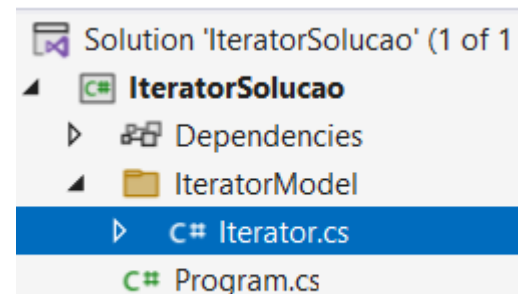 Solution 'IteratorSolucao' (1 of 1
C# IteratorSolucao
Dependencies
IteratorModel
C# Iterator.cs
C# Program.cs